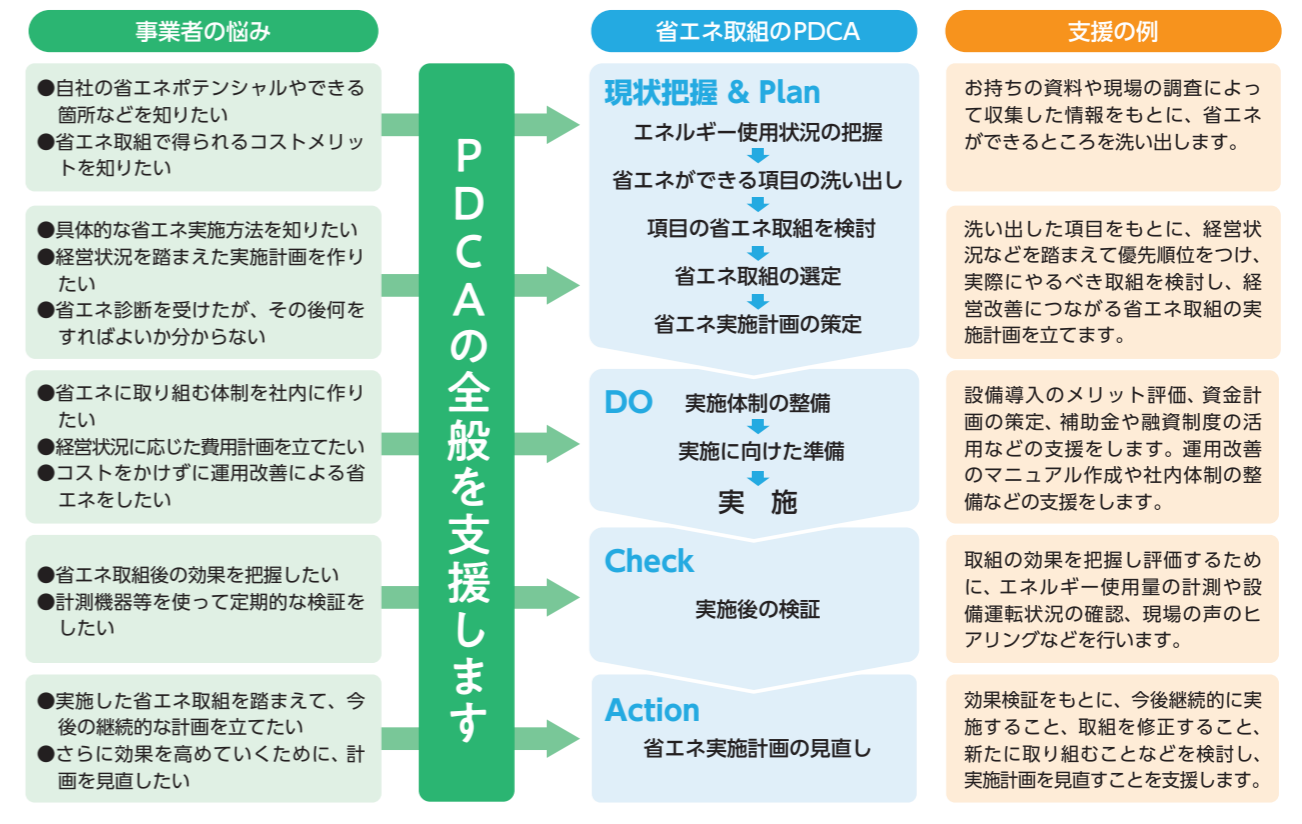 事業者の悩み
省エネ取組のPDCA
支援の例
●自社の省エネポテンシャルやできる
箇所などを知りたい
●省エネ取組で得られるコストメリッ
トを知りたい
●具体的な省エネ実施方法を知りたい
●経営状況を踏まえた実施計画を作り
たい
●省エネ診断を受けたが、その後何を
すればよいか分からない
●省エネに取り組む体制を社内に作り
たい
●経営状況に応じた費用計画を立てたい
●コストをかけずに運用改善による省
エネをしたい
●省エネ取組後の効果を把握したい
●計測機器等を使って定期的な検証を
したい
●実施した省エネ取組を踏まえて、今
後の継続的な計画を立てたい
●さらに効果を高めていくために、計
画を見直したい
PDCAの全般を支援します
現状把握 & Plan
エネルギー使用状況の把握
省エネができる項目の洗い出し
項目の省エネ取組を検討
省エネ取組の選定
省エネ実施計画の策定
DO 実施体制の整備
実施に向けた準備
実 施
Check
実施後の検証
Action
省エネ実施計画の見直し
お持ちの資料や現場の調査によっ
て収集した情報をもとに、省エネ
ができるところを洗い出します。
洗い出した項目をもとに、経営状
況などを踏まえて優先順位をつけ、
実際にやるべき取組を検討し、経
営改善につながる省エネ取組の実
施計画を立てます。
設備導入のメリット評価、資金計
画の策定、補助金や融資制度の活
用などの支援をします。運用改善
のマニュアル作成や社内体制の整
備などの支援をします。
取組の効果を把握し評価するため
に、エネルギー使用量の計測や設
備運転状況の確認、現場の声のヒ
アリングなどを行います。
効果検証をもとに、今後継続的に実
施すること、取組を修正すること、
新たに取り組むことなどを検討し、
実施計画を見直すことを支援します。